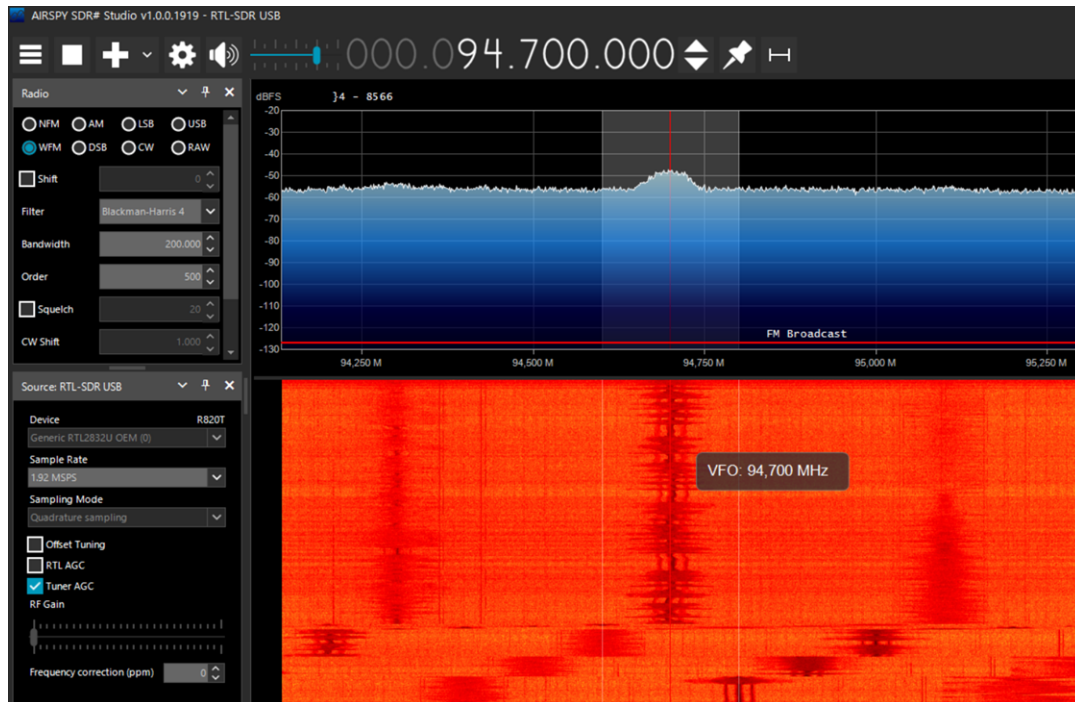 AIRSPY SDR# Studio v1.0.0.1919 - RTL-SDR USB
000.094.700.000
Radio
NFM AM LSB USB
WFM DSB CW RAW
Shift 0
Filter Blackman-Harris 4
Bandwidth 200.000
Order 500
Squelch 20
CW Shift 1.000
Source: RTL-SDR USB
Device R820T
Generic RTL2832U OEM (0)
Sample Rate
1.92 MSPS
Sampling Mode
Quadrature sampling
Offset Tuning
RTL AGC
Tuner AGC
RF Gain
Frequency correction (ppm) 0
dBFS }4 - 8566
-20
-30
-40
-50
-60
-70
-80
-90
-100
-110
-120
-130
FM Broadcast
94,250 M 94,500 M 94,750 M 95,000 M 95,250 M
VFO: 94,700 MHz